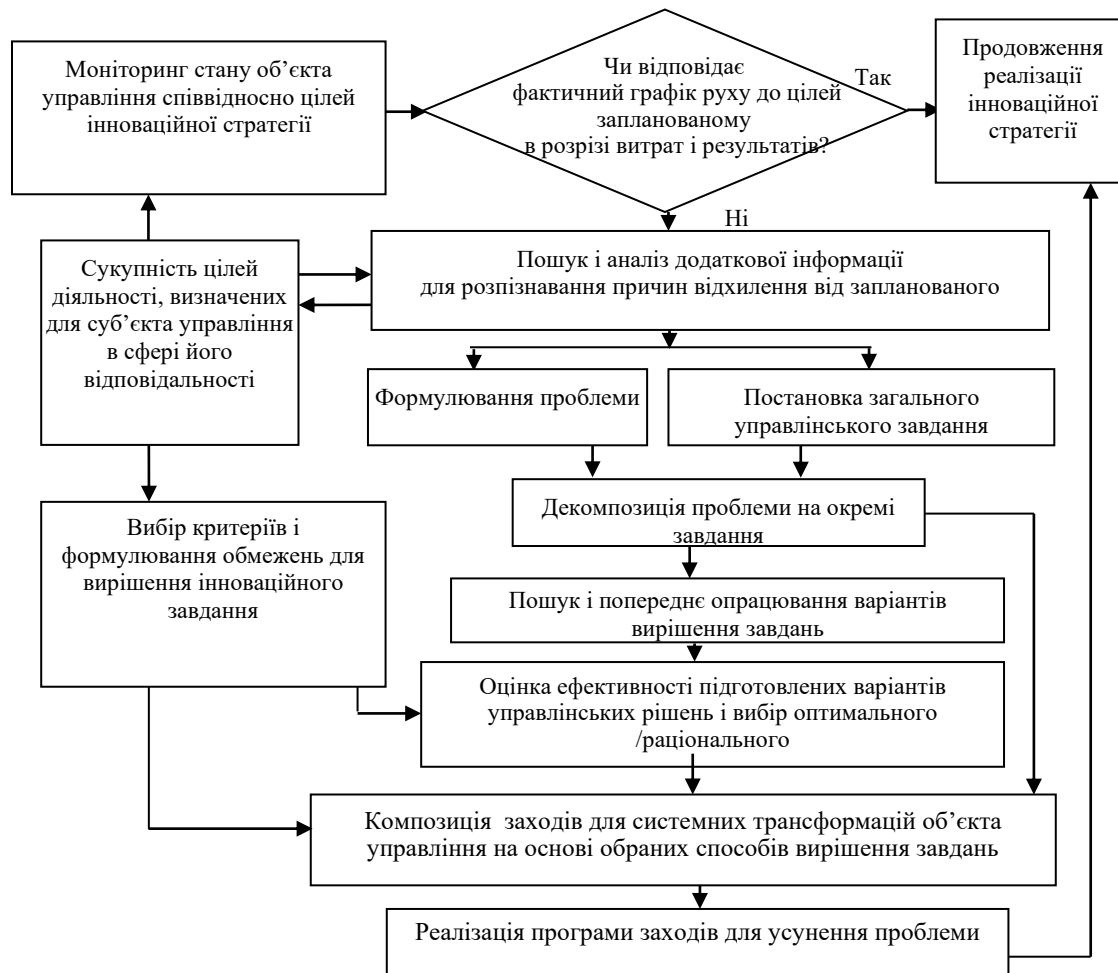 Моніторинг стану об’єкта
управління співвідносно цілей
інноваційної стратегії
Чи відповідає
фактичний графік руху до цілей
запланованому
в розрізі витрат і результатів?
Так
Продовження
реалізації
інноваційної
стратегії
Ні
Сукупність цілей
діяльності, визначених
для суб’єкта управління
в сфері його
відповідальності
Пошук і аналіз додаткової інформації
для розпізнавання причин відхилення від запланованого
Формулювання проблеми
Постановка загального
управлінського завдання
Декомпозиція проблеми на окремі
завдання
Вибір критеріїв і
формулювання обмежень для
вирішення інноваційного
завдання
Пошук і попереднє опрацювання варіантів
вирішення завдань
Оцінка ефективності підготовлених варіантів
управлінських рішень і вибір оптимального
/раціонального
Композиція заходів для системних трансформацій об’єкта
управління на основі обраних способів вирішення завдань
Реалізація програми заходів для усунення проблеми